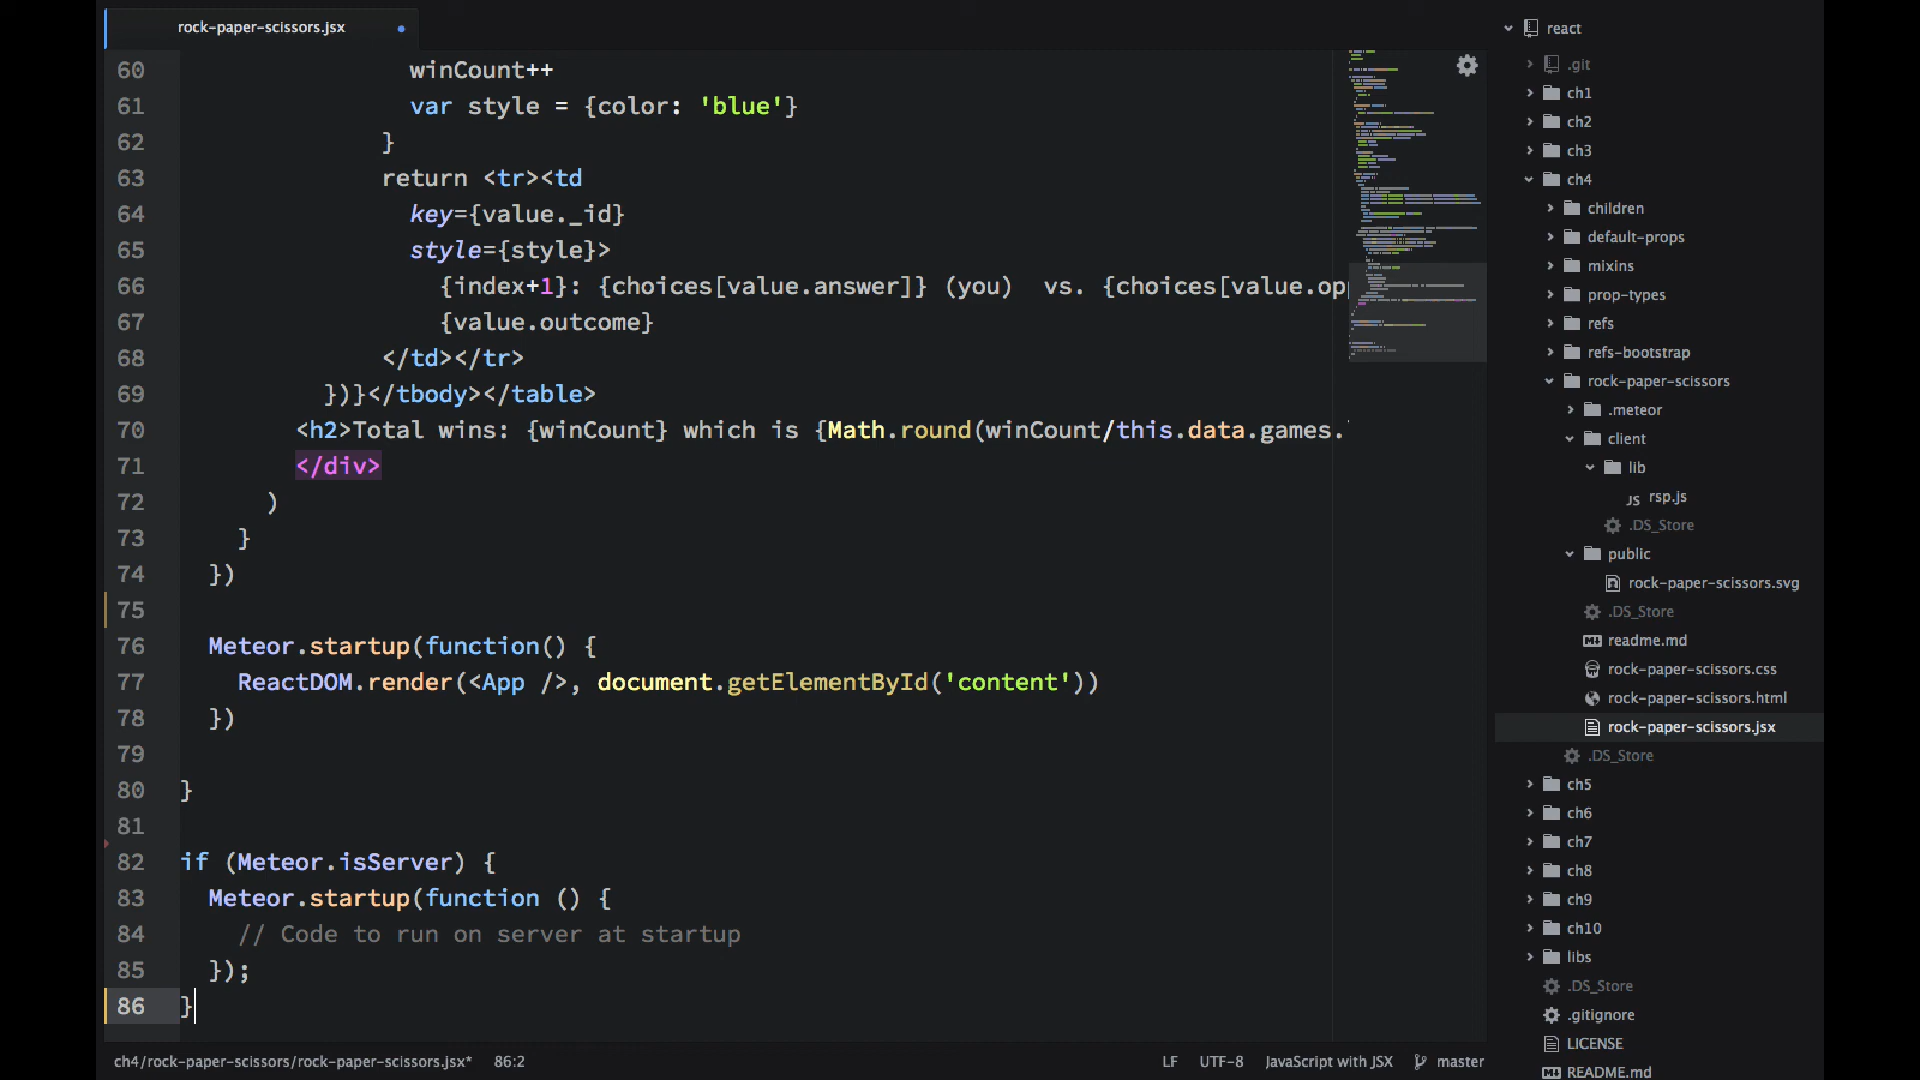 rock-paper-scissors.jsx
60 winCount++
61 var style = {color: 'blue'}
62 }
63 return <tr><td
64 key={value._id}
65 style={style}>
66 {index+1}: {choices[value.answer]} (you)  vs. {choices[value.opp
67 {value.outcome}
68 </td></tr>
69 })}</tbody></table>
70 <h2>Total wins: {winCount} which is {Math.round(winCount/this.data.games.
71 </div>
72 )
73 }
74 })
75
76 Meteor.startup(function() {
77 ReactDOM.render(<App />, document.getElementById('content'))
78 })
79
80 }
81
82 if (Meteor.isServer) {
83 Meteor.startup(function () {
84 // Code to run on server at startup
85 });
86 }
ch4/rock-paper-scissors/rock-paper-scissors.jsx* 86:2 LF UTF-8 JavaScript with JSX master
react
.git
ch1
ch2
ch3
ch4
children
default-props
mixins
prop-types
refs
refs-bootstrap
rock-paper-scissors
.meteor
client
lib
JS rsp.js
.DS_Store
public
rock-paper-scissors.svg
.DS_Store
readme.md
rock-paper-scissors.css
rock-paper-scissors.html
rock-paper-scissors.jsx
.DS_Store
ch5
ch6
ch7
ch8
ch9
ch10
libs
.DS_Store
.gitignore
LICENSE
README.md